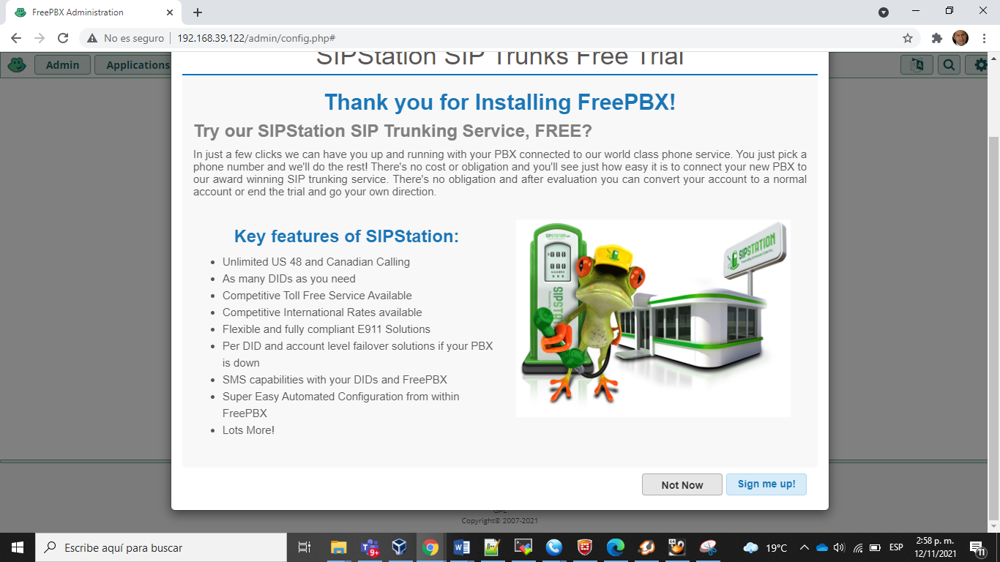 FreePBX Administration
No es seguro
192.168.39.122/admin/config.php#
Admin
Applications
SIPStation SIP Trunks Free Trial
Thank you for Installing FreePBX!
Try our SIPStation SIP Trunking Service, FREE?
In just a few clicks we can have you up and running with your PBX connected to our world class phone service. You just pick a
phone number and we'll do the rest! There's no cost or obligation and you'll see just how easy it is to connect your new PBX to
our award winning SIP trunking service. There's no obligation and after evaluation you can convert your account to a normal
account or end the trial and go your own direction.
Key features of SIPStation:
Unlimited US 48 and Canadian Calling
As many DIDs as you need
Competitive Toll Free Service Available
Competitive International Rates available
Flexible and fully compliant E911 Solutions
Per DID and account level failover solutions if your PBX
is down
SMS capabilities with your DIDs and FreePBX
Super Easy Automated Configuration from within
FreePBX
Lots More!
SIPSTATION
000
000
SIPSTATION
SIPSTATION
Not Now
Sign me up!
GPL
Copyright© 2007-2021
Escribe aquí para buscar
9+
19°C
ESP
2:58 p. m.
12/11/2021
11